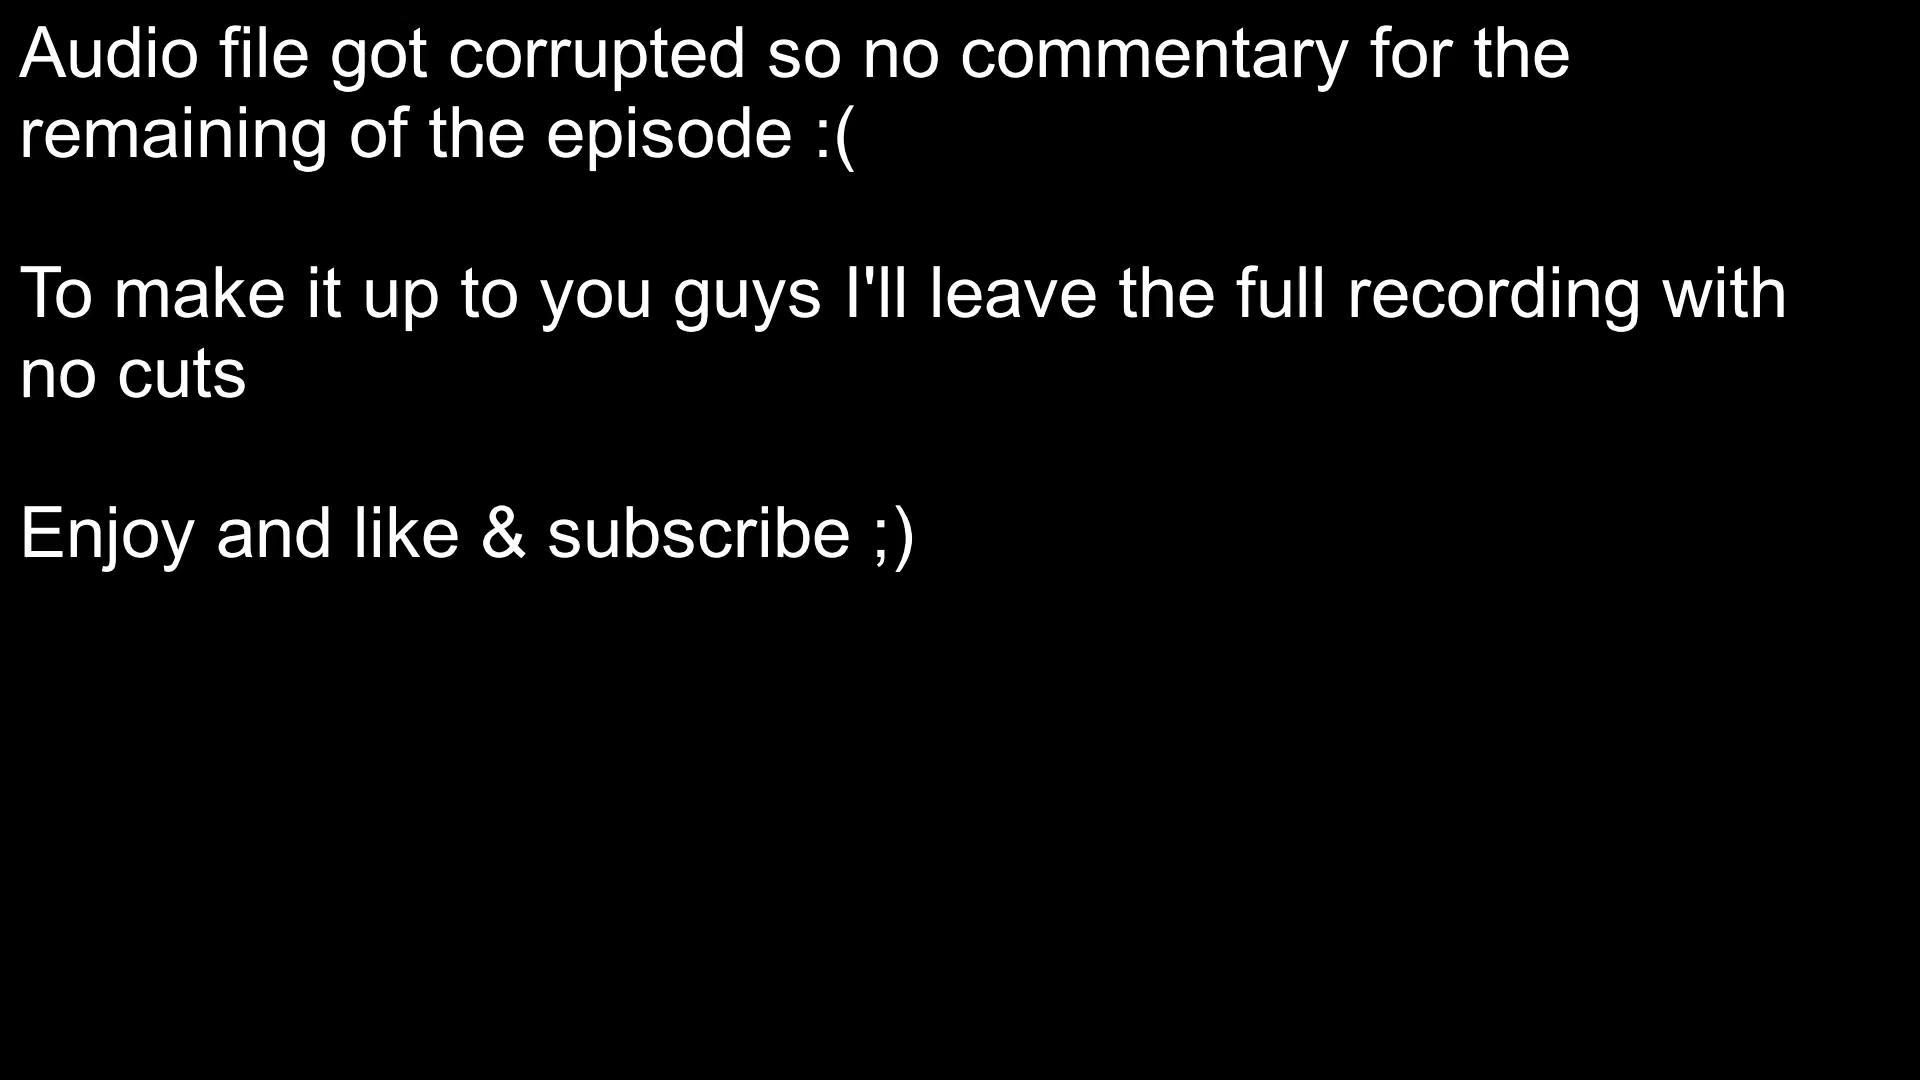 Audio file got corrupted so no commentary for the
remaining of the episode :(
To make it up to you guys I'll leave the full recording with
no cuts
Enjoy and like & subscribe ;)